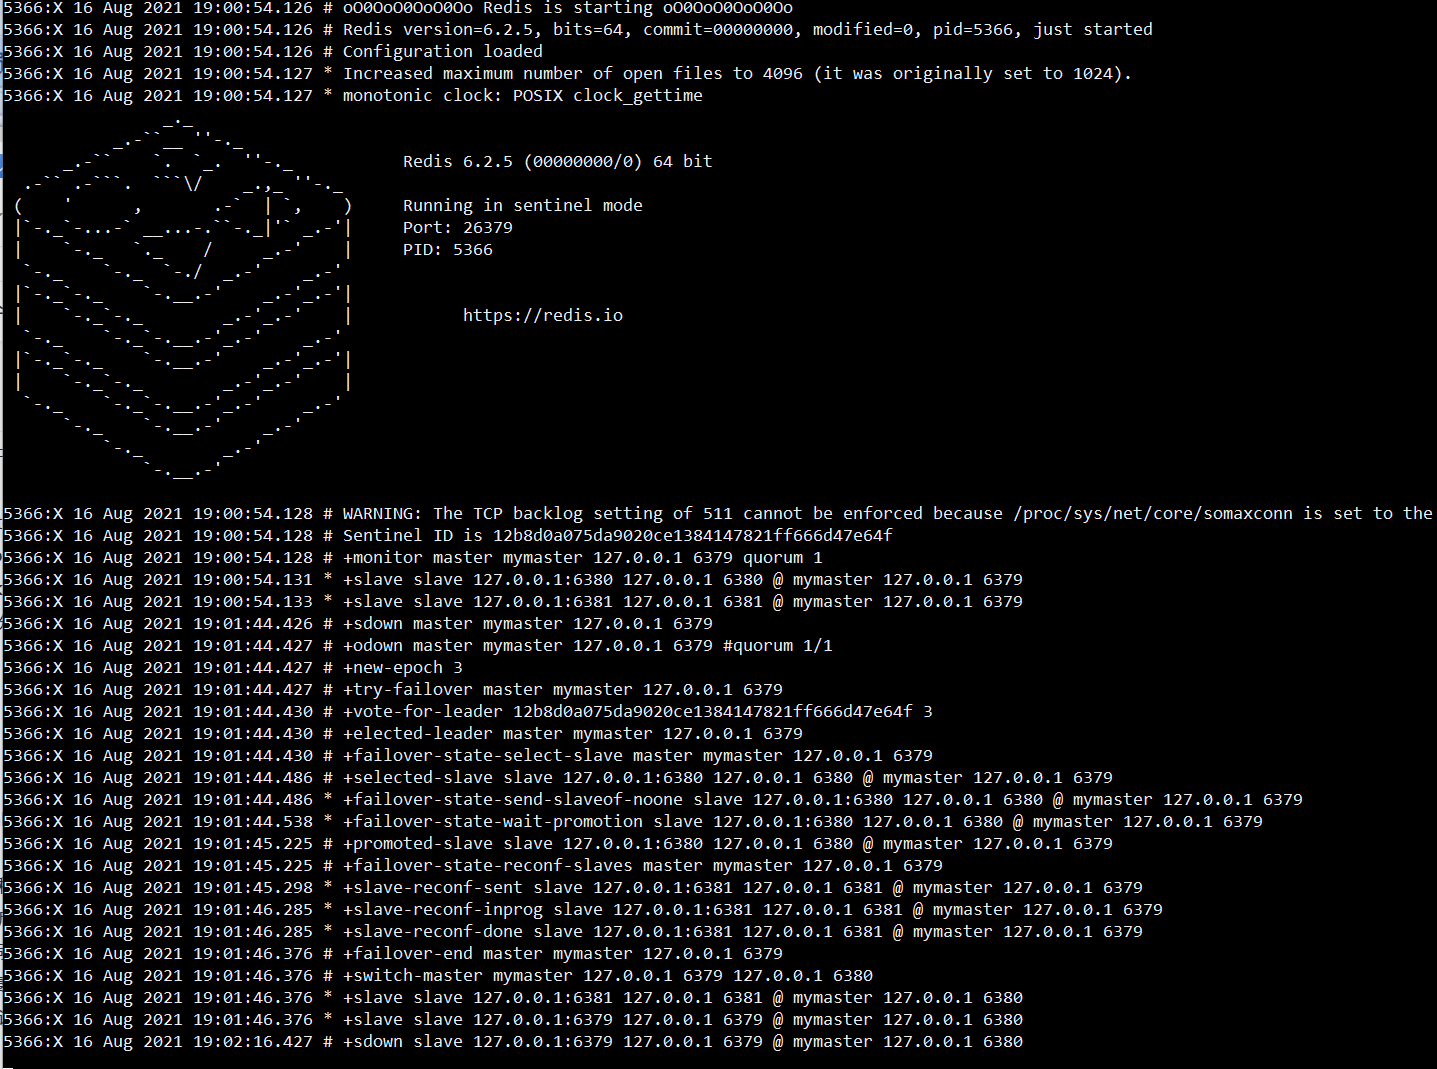 5366:X 16 Aug 2021 19:00:54.126 # oO0OoO0OoO0Oo Redis is starting oO0OoO0OoO0Oo
5366:X 16 Aug 2021 19:00:54.126 # Redis version=6.2.5, bits=64, commit=00000000, modified=0, pid=5366, just started
5366:X 16 Aug 2021 19:00:54.126 # Configuration loaded
5366:X 16 Aug 2021 19:00:54.127 * Increased maximum number of open files to 4096 (it was originally set to 1024).
5366:X 16 Aug 2021 19:00:54.127 * monotonic clock: POSIX clock_gettime
Redis 6.2.5 (00000000/0) 64 bit
Running in sentinel mode
Port: 26379
PID: 5366
https://redis.io
5366:X 16 Aug 2021 19:00:54.128 # WARNING: The TCP backlog setting of 511 cannot be enforced because /proc/sys/net/core/somaxconn is set to the
5366:X 16 Aug 2021 19:00:54.128 # Sentinel ID is 12b8d0a075da9020ce1384147821ff666d47e64f
5366:X 16 Aug 2021 19:00:54.128 # +monitor master mymaster 127.0.0.1 6379 quorum 1
5366:X 16 Aug 2021 19:00:54.131 * +slave slave 127.0.0.1:6380 127.0.0.1 6380 @ mymaster 127.0.0.1 6379
5366:X 16 Aug 2021 19:00:54.133 * +slave slave 127.0.0.1:6381 127.0.0.1 6381 @ mymaster 127.0.0.1 6379
5366:X 16 Aug 2021 19:01:44.426 # +sdown master mymaster 127.0.0.1 6379
5366:X 16 Aug 2021 19:01:44.427 # +odown master mymaster 127.0.0.1 6379 #quorum 1/1
5366:X 16 Aug 2021 19:01:44.427 # +new-epoch 3
5366:X 16 Aug 2021 19:01:44.427 # +try-failover master mymaster 127.0.0.1 6379
5366:X 16 Aug 2021 19:01:44.430 # +vote-for-leader 12b8d0a075da9020ce1384147821ff666d47e64f 3
5366:X 16 Aug 2021 19:01:44.430 # +elected-leader master mymaster 127.0.0.1 6379
5366:X 16 Aug 2021 19:01:44.430 # +failover-state-select-slave master mymaster 127.0.0.1 6379
5366:X 16 Aug 2021 19:01:44.486 # +selected-slave slave 127.0.0.1:6380 127.0.0.1 6380 @ mymaster 127.0.0.1 6379
5366:X 16 Aug 2021 19:01:44.486 * +failover-state-send-slaveof-noone slave 127.0.0.1:6380 127.0.0.1 6380 @ mymaster 127.0.0.1 6379
5366:X 16 Aug 2021 19:01:44.538 * +failover-state-wait-promotion slave 127.0.0.1:6380 127.0.0.1 6380 @ mymaster 127.0.0.1 6379
5366:X 16 Aug 2021 19:01:45.225 # +promoted-slave slave 127.0.0.1:6380 127.0.0.1 6380 @ mymaster 127.0.0.1 6379
5366:X 16 Aug 2021 19:01:45.225 # +failover-state-reconf-slaves master mymaster 127.0.0.1 6379
5366:X 16 Aug 2021 19:01:45.298 * +slave-reconf-sent slave 127.0.0.1:6381 127.0.0.1 6381 @ mymaster 127.0.0.1 6379
5366:X 16 Aug 2021 19:01:46.285 * +slave-reconf-inprog slave 127.0.0.1:6381 127.0.0.1 6381 @ mymaster 127.0.0.1 6379
5366:X 16 Aug 2021 19:01:46.285 * +slave-reconf-done slave 127.0.0.1:6381 127.0.0.1 6381 @ mymaster 127.0.0.1 6379
5366:X 16 Aug 2021 19:01:46.376 # +failover-end master mymaster 127.0.0.1 6379
5366:X 16 Aug 2021 19:01:46.376 # +switch-master mymaster 127.0.0.1 6379 127.0.0.1 6380
5366:X 16 Aug 2021 19:01:46.376 * +slave slave 127.0.0.1:6381 127.0.0.1 6381 @ mymaster 127.0.0.1 6380
5366:X 16 Aug 2021 19:01:46.376 * +slave slave 127.0.0.1:6379 127.0.0.1 6379 @ mymaster 127.0.0.1 6380
5366:X 16 Aug 2021 19:02:16.427 # +sdown slave 127.0.0.1:6379 127.0.0.1 6379 @ mymaster 127.0.0.1 6380